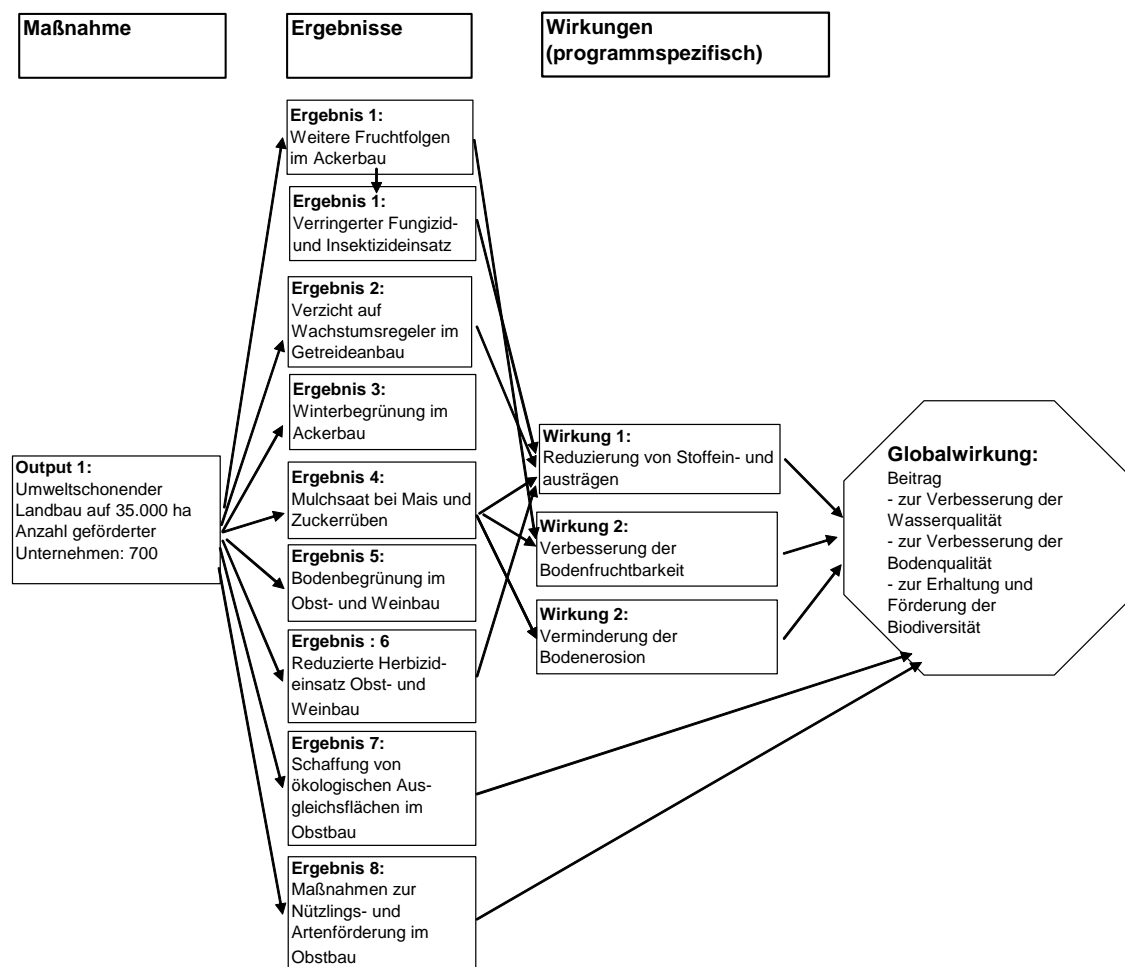 Maßnahme
Ergebnisse
Wirkungen
(programmspezifisch)
Ergebnis 1:
Weitere Fruchtfolgen
im Ackerbau
Ergebnis 1:
Verringerter Fungizid-
und Insektizideinsatz
Ergebnis 2:
Verzicht auf
Wachstumsregeler im
Getreideanbau
Ergebnis 3:
Winterbegrünung im
Ackerbau
Output 1:
Umweltschonender
Landbau auf 35.000 ha
Anzahl geförderter
Unternehmen: 700
Ergebnis 4:
Mulchsaat bei Mais und
Zuckerrüben
Ergebnis 5:
Bodenbegrünung im
Obst- und Weinbau
Ergebnis : 6
Reduzierte Herbizid-
einsatz Obst- und
Weinbau
Ergebnis 7:
Schaffung von
ökologischen Aus-
gleichsflächen im
Obstbau
Ergebnis 8:
Maßnahmen zur
Nützlings- und
Artenförderung im
Obstbau
Wirkung 1:
Reduzierung von Stoffein- und
austrägen
Wirkung 2:
Verbesserung der
Bodenfruchtbarkeit
Wirkung 2:
Verminderung der
Bodenerosion
Globalwirkung:
Beitrag
- zur Verbesserung der
Wasserqualität
- zur Verbesserung der
Bodenqualität
- zur Erhaltung und
Förderung der
Biodiversität